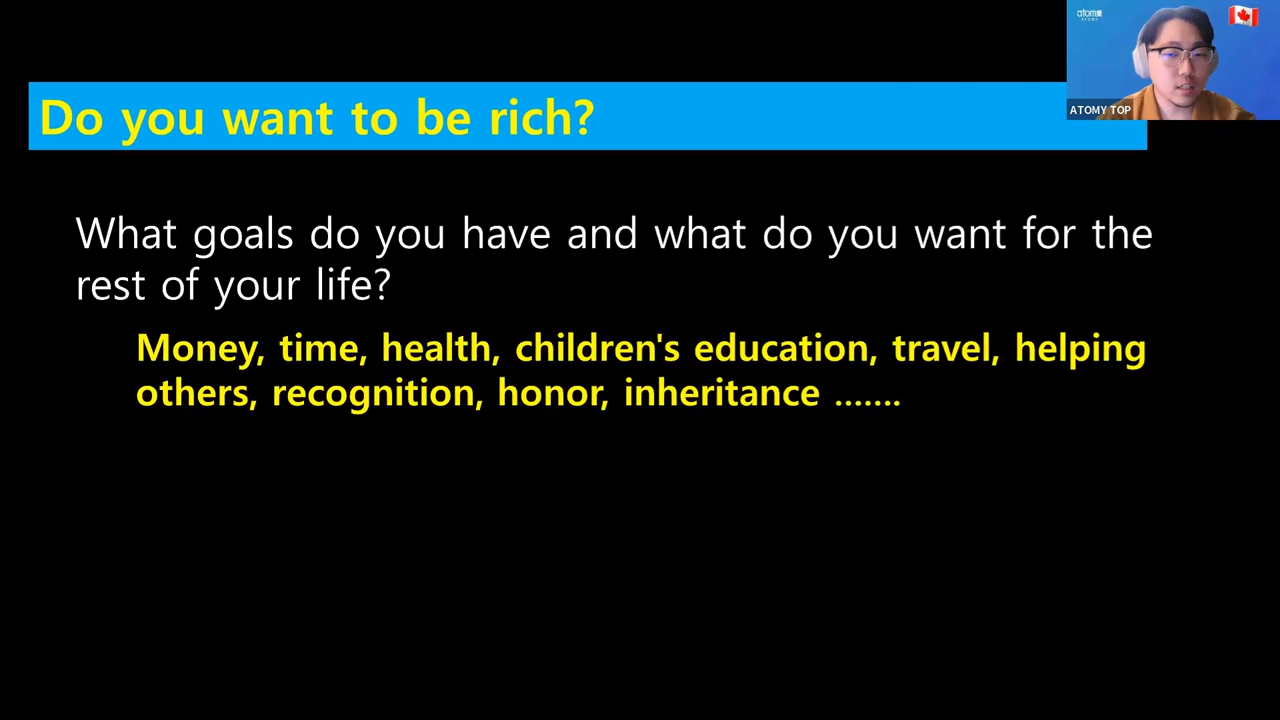 Do you want to be rich?
What goals do you have and what do you want for the
rest of your life?
Money, time, health, children's education, travel, helping
others, recognition, honor, inheritance .......
ATOMY TOP